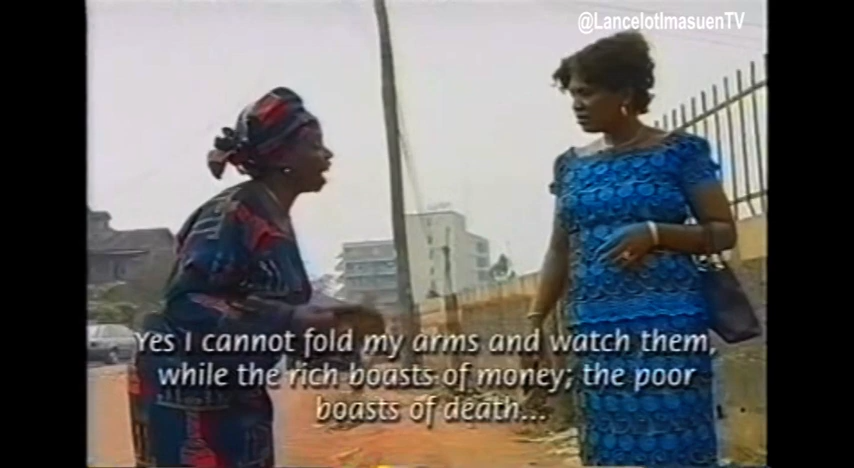 @LancelotImasuenTV
Yes I cannot fold my arms and watch them,
while the rich boasts of money; the poor
boasts of death...